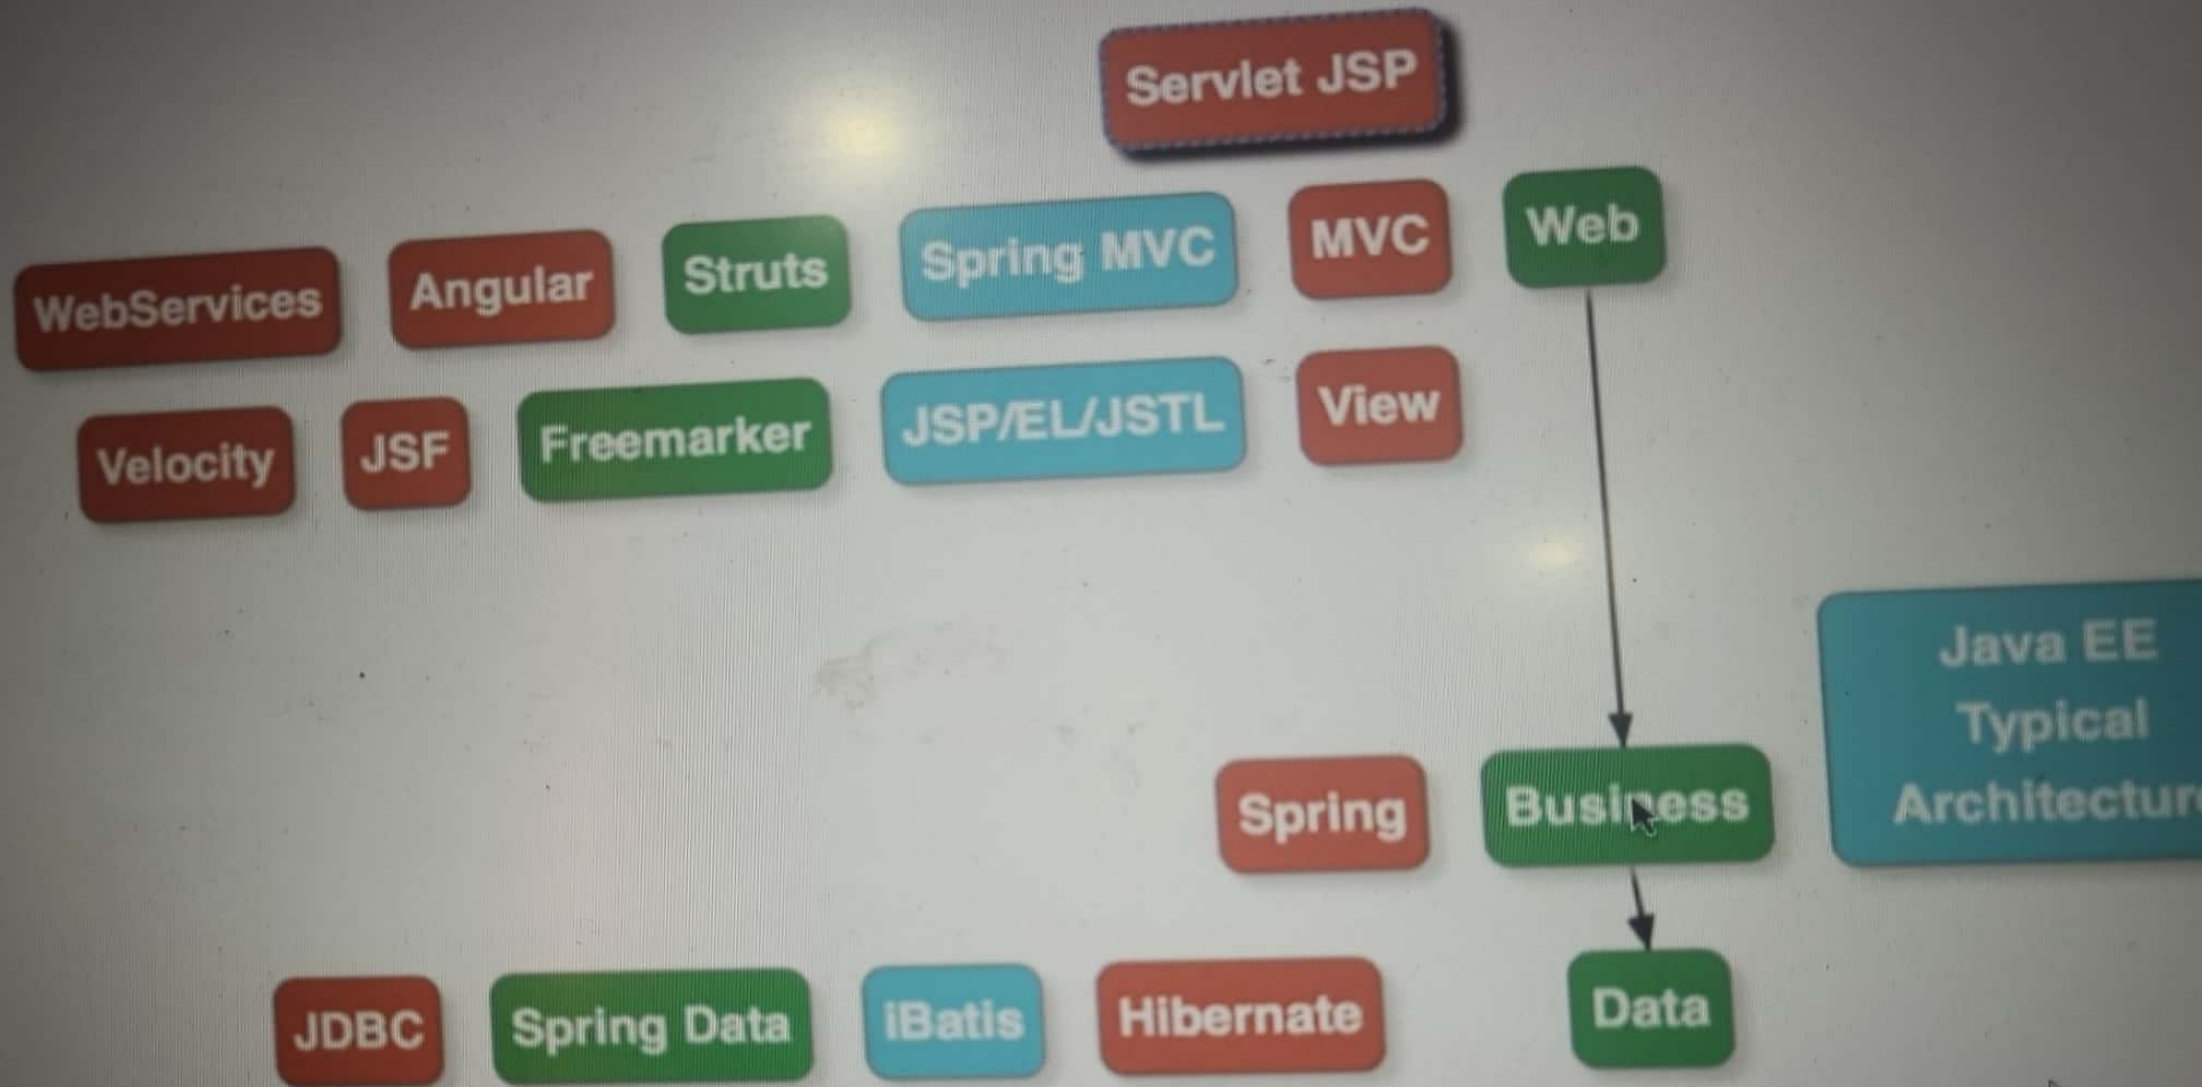 Servlet JSP
WebServices Angular Struts Spring MVC MVC Web
Velocity JSF Freemarker JSP/EL/JSTL View
Java EE
Typical
Architectur
Spring Business
JDBC Spring Data iBatis Hibernate Data